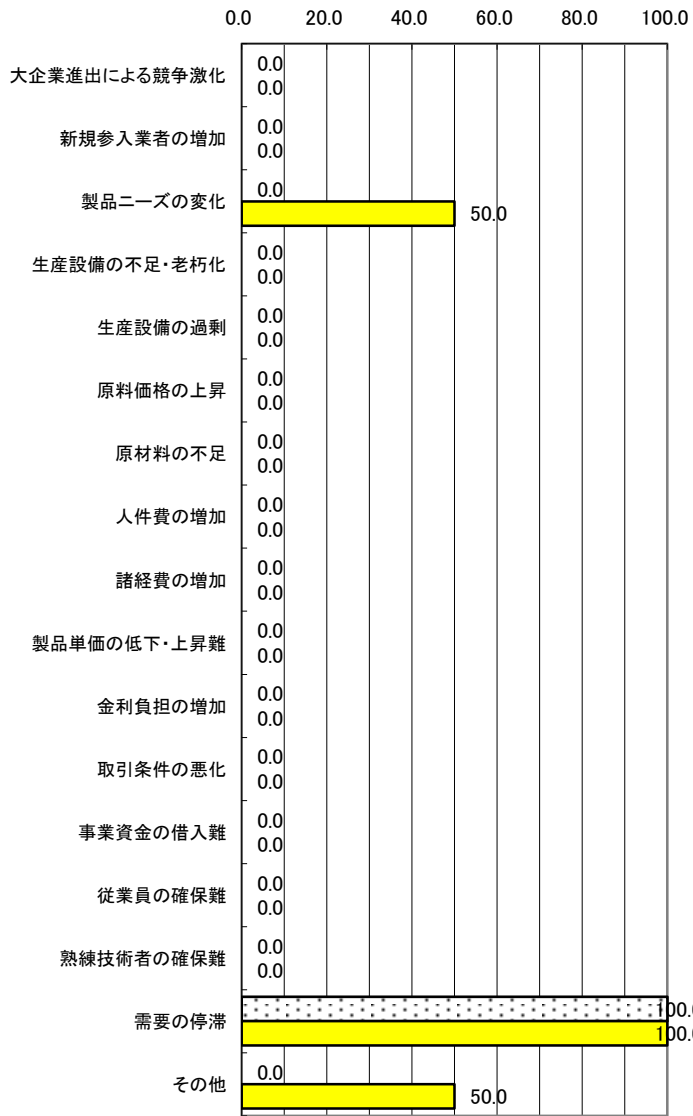 0.0 20.0 40.0 60.0 80.0 100.0
大企業進出による競争激化 0.0
0.0
新規参入業者の増加 0.0
0.0
製品ニーズの変化 0.0
50.0
生産設備の不足・老朽化 0.0
0.0
生産設備の過剰 0.0
0.0
原料価格の上昇 0.0
0.0
原材料の不足 0.0
0.0
人件費の増加 0.0
0.0
諸経費の増加 0.0
0.0
製品単価の低下・上昇難 0.0
0.0
金利負担の増加 0.0
0.0
取引条件の悪化 0.0
0.0
事業資金の借入難 0.0
0.0
従業員の確保難 0.0
0.0
熟練技術者の確保難 0.0
0.0
需要の停滞 100.0
100.0
その他 0.0
50.0